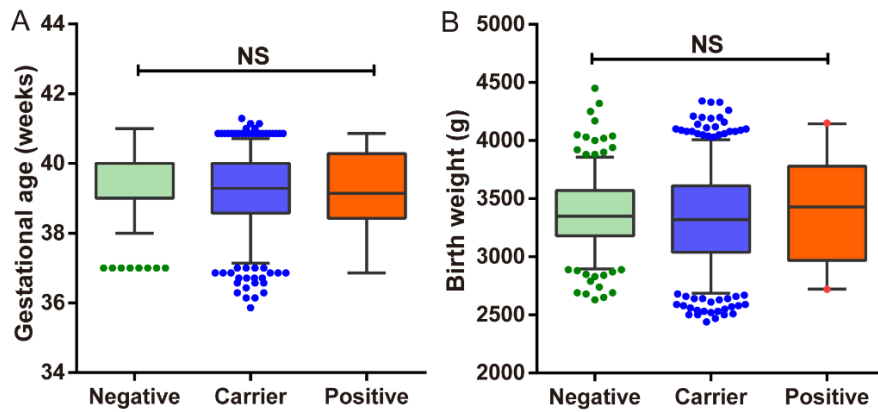 A
Gestational age (weeks)
44
42
40
38
36
34
NS
Negative Carrier Positive
B
Birth weight (g)
5000
4500
4000
3500
3000
2500
2000
NS
Negative Carrier Positive